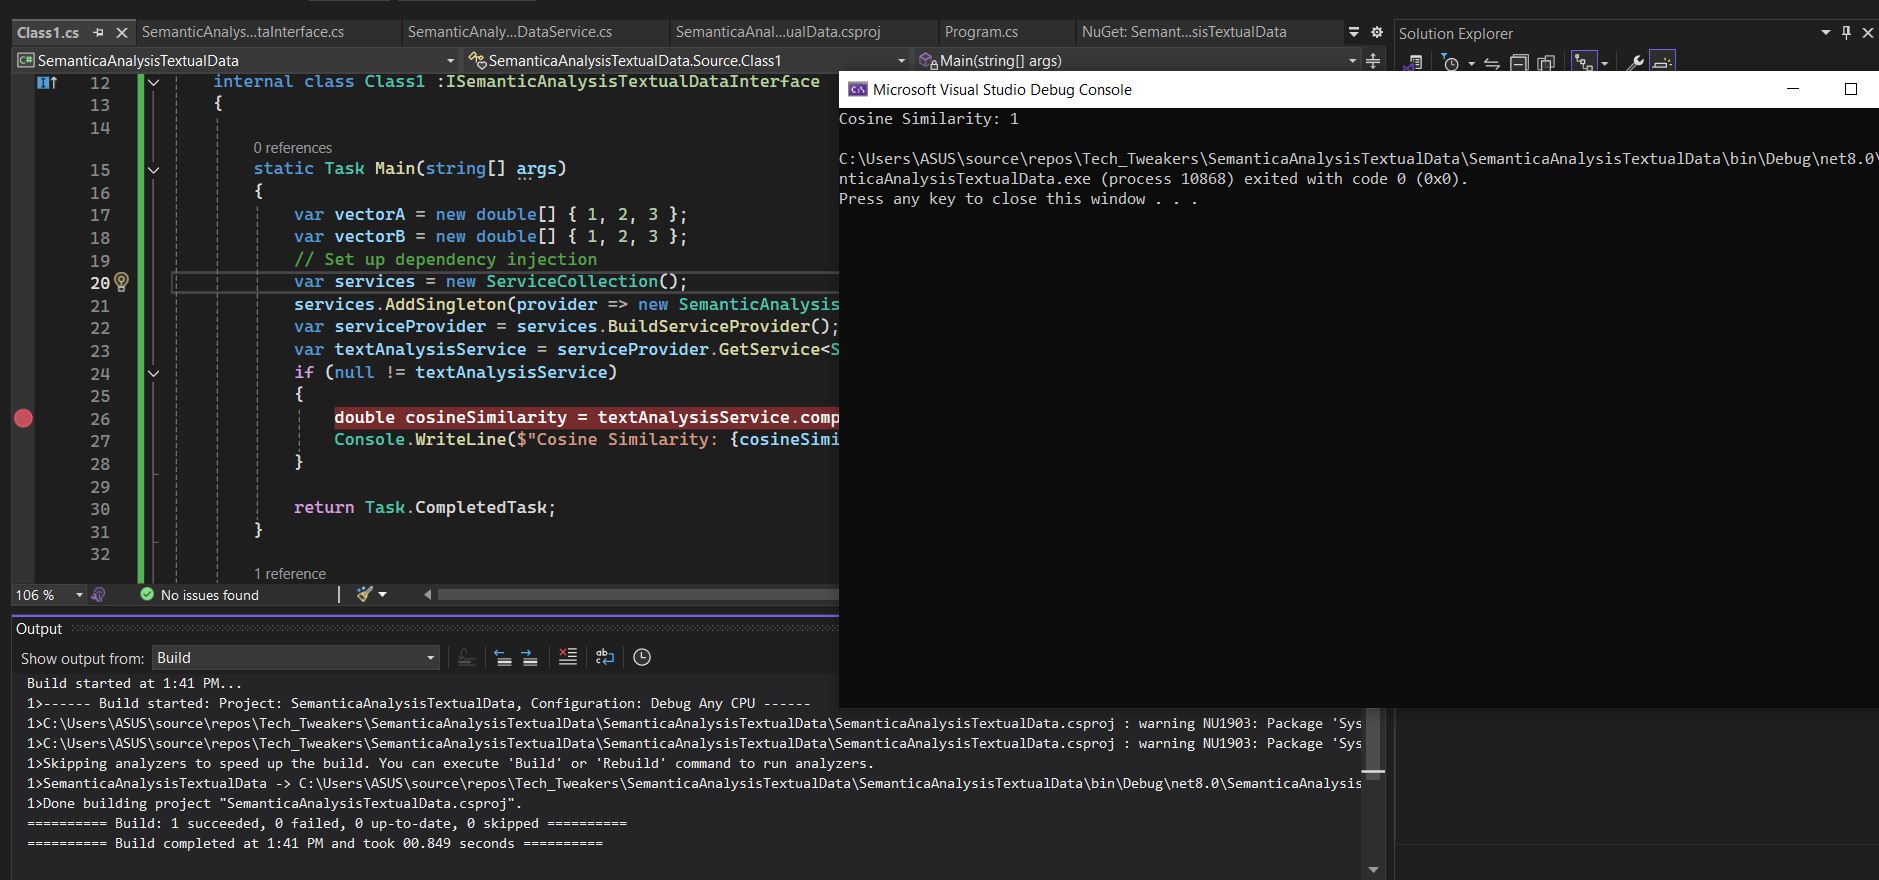 Class1.cs
SemanticAnalys...taInterface.cs
SemanticAnaly...DataService.cs
SemanticaAnal...ualData.csproj
Program.cs
NuGet: Semant...sisTextualData
Solution Explorer
C# SemanticaAnalysisTextualData
SemanticaAnalysisTextualData.Source.Class1
Main(string[] args)
12 internal class Class1 :ISemanticAnalysisTextualDataInterface
13 {
14
0 references
15 static Task Main(string[] args)
16 {
17 var vectorA = new double[] { 1, 2, 3 };
18 var vectorB = new double[] { 1, 2, 3 };
19 // Set up dependency injection
20 var services = new ServiceCollection();
21 services.AddSingleton(provider => new SemanticAnalysis
22 var serviceProvider = services.BuildServiceProvider();
23 var textAnalysisService = serviceProvider.GetService<S
24 if (null != textAnalysisService)
25 {
26 double cosineSimilarity = textAnalysisService.comp
27 Console.WriteLine($"Cosine Similarity: {cosineSimi
28 }
29
30 return Task.CompletedTask;
31 }
32
1 reference
106 %
No issues found
Microsoft Visual Studio Debug Console
Cosine Similarity: 1
C:\Users\ASUS\source\repos\Tech_Tweakers\SemanticaAnalysisTextualData\SemanticaAnalysisTextualData\bin\Debug\net8.0\
nticaAnalysisTextualData.exe (process 10868) exited with code 0 (0x0).
Press any key to close this window . . .
Output
Show output from: Build
Build started at 1:41 PM...
1>------ Build started: Project: SemanticaAnalysisTextualData, Configuration: Debug Any CPU ------
1>C:\Users\ASUS\source\repos\Tech_Tweakers\SemanticaAnalysisTextualData\SemanticaAnalysisTextualData\SemanticaAnalysisTextualData.csproj : warning NU1903: Package 'Sys
1>C:\Users\ASUS\source\repos\Tech_Tweakers\SemanticaAnalysisTextualData\SemanticaAnalysisTextualData\SemanticaAnalysisTextualData.csproj : warning NU1903: Package 'Sys
1>Skipping analyzers to speed up the build. You can execute 'Build' or 'Rebuild' command to run analyzers.
1>SemanticaAnalysisTextualData -> C:\Users\ASUS\source\repos\Tech_Tweakers\SemanticaAnalysisTextualData\SemanticaAnalysisTextualData\bin\Debug\net8.0\SemanticaAnalysis
1>Done building project "SemanticaAnalysisTextualData.csproj".
========== Build: 1 succeeded, 0 failed, 0 up-to-date, 0 skipped ==========
========== Build completed at 1:41 PM and took 00.849 seconds ==========